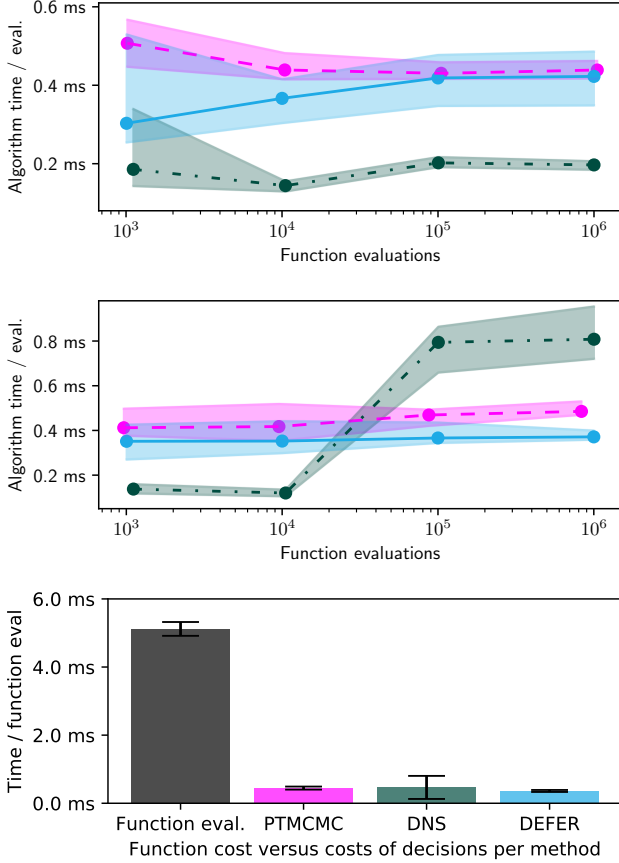 0.6 ms
0.4 ms
0.2 ms
Algorithm time / eval.
10³ 10⁴ 10⁵ 10⁶
Function evaluations
0.8 ms
0.6 ms
0.4 ms
0.2 ms
Algorithm time / eval.
10³ 10⁴ 10⁵ 10⁶
Function evaluations
6.0 ms
4.0 ms
2.0 ms
0.0 ms
Time / function eval
Function eval. PTMCMC DNS DEFER
Function cost versus costs of decisions per method